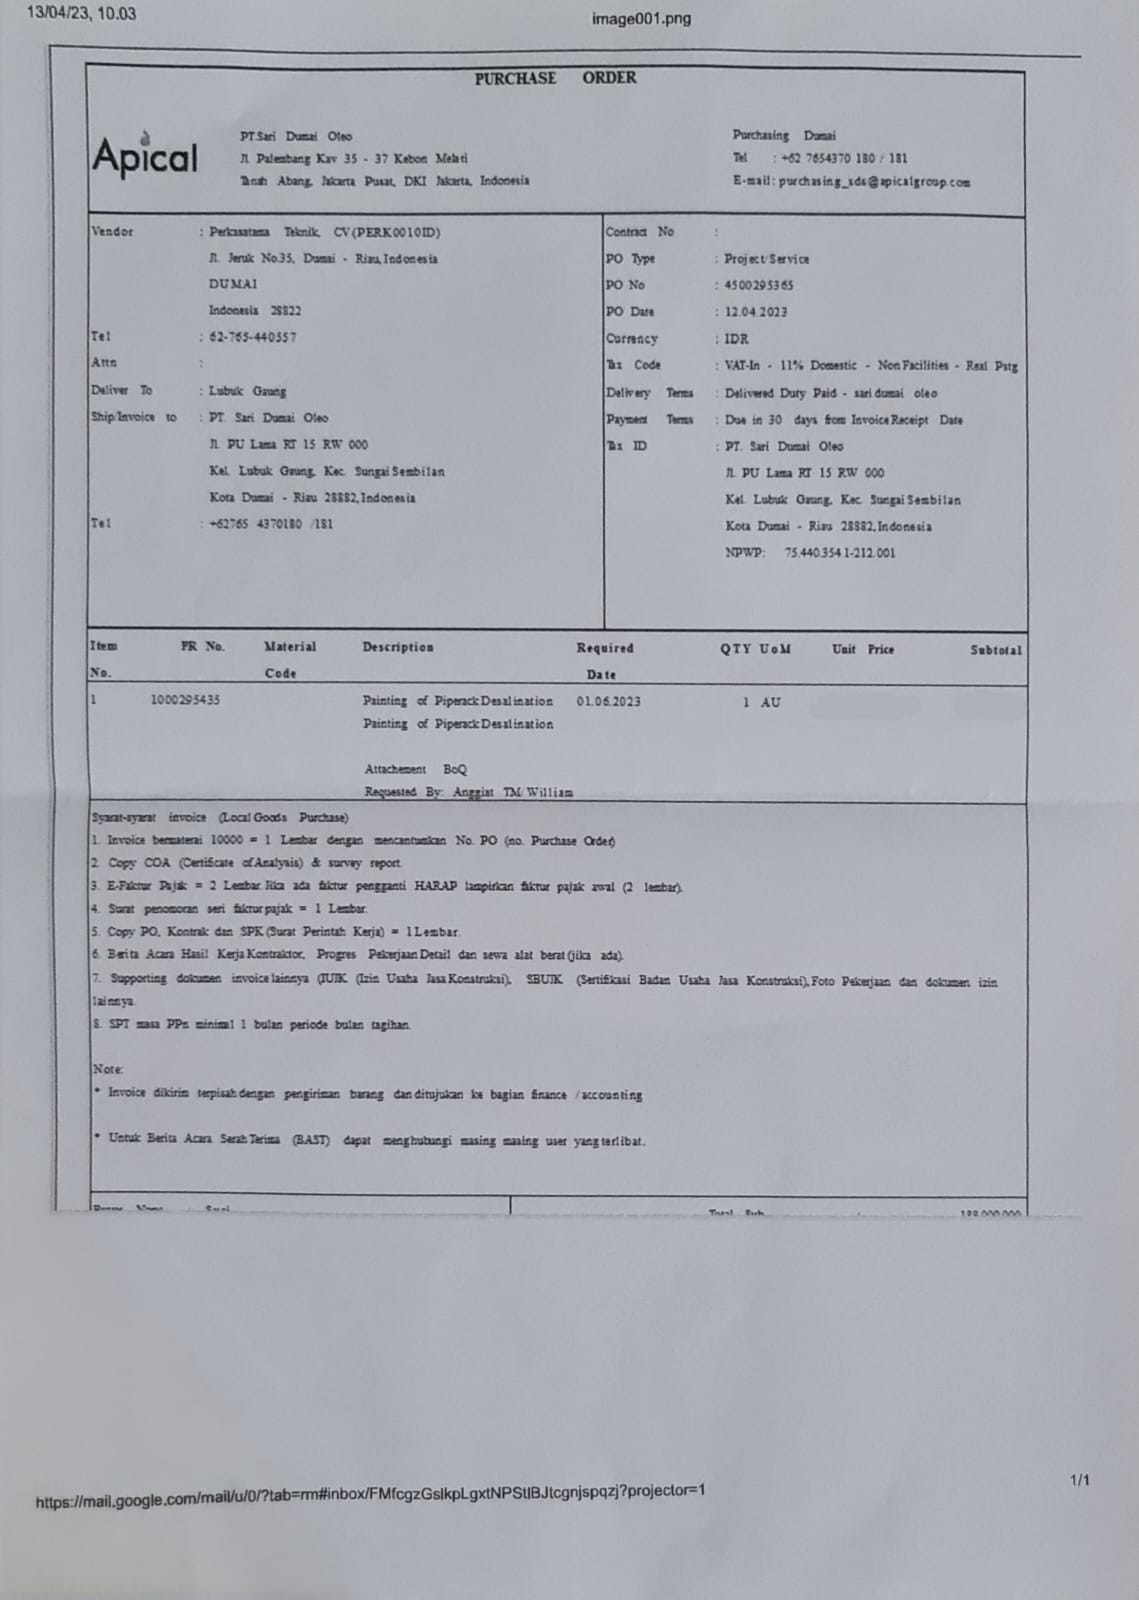 13/04/23, 10.03
image001.png
PURCHASE ORDER
Apical
PT.Sari Dumai Oleo
Jl. Palembang Kav 35 - 37 Kebon Melati
Tanah Abang, Jakarta Pusat, DKI Jakarta, Indonesia
Purchasing Dumai
Tel : +62 7654370 180 / 181
E-mail : purchasing_sds@apicalgroup.com
Vendor : Perkasatama Teknik, CV(PERK0010ID)
Jl. Jeruk No.35, Dumai - Riau,Indonesia
DUMAI
Indonesia 28822
Tel : 62-765-440557
Attn :
Deliver To : Lubuk Gaung
Ship/Invoice to : PT. Sari Dumai Oleo
Jl. PU Lama RT 15 RW 000
Kel. Lubuk Gaung, Kec. Sungai Sembilan
Kota Dumai - Riau 28882,Indonesia
Tel : +62765 4370180 /181
Contract No :
PO Type : Project/Service
PO No : 4500295365
PO Date : 12.04.2023
Currency : IDR
Tax Code : VAT-In - 11% Domestic - Non Facilities - Real Pstg
Delivery Terms : Delivered Duty Paid - sari dumai oleo
Payment Terms : Due in 30 days from Invoice Receipt Date
Tax ID : PT. Sari Dumai Oleo
Jl. PU Lama RT 15 RW 000
Kel. Lubuk Gaung, Kec. Sungai Sembilan
Kota Dumai - Riau 28882,Indonesia
NPWP: 75.440.354.1-212.001
Item No. PR No. Material Code Description Required Date QTY UoM Unit Price Subtotal
1 1000295435 Painting of Piperack Desalination 01.06.2023 1 AU
Painting of Piperack Desalination
Attachement BoQ
Requested By: Anggiat TM/William
Syarat-syarat invoice (Local Goods Purchase)
1. Invoice bermaterai 10000 = 1 Lembar dengan mencantumkan No. PO (no. Purchase Order)
2. Copy COA (Certificate of Analysis) & survey report.
3. E-Faktur Pajak = 2 Lembar.Jika ada faktur pengganti HARAP lampirkan faktur pajak awal (2 lembar).
4. Surat penomoran seri faktur pajak = 1 Lembar.
5. Copy PO, Kontrak dan SPK (Surat Perintah Kerja) = 1 Lembar.
6. Berita Acara Hasil Kerja Kontraktor, Progres Pekerjaan Detail dan sewa alat berat (jika ada).
7. Supporting dokumen invoice lainnya (IUJK (Izin Usaha Jasa Konstruksi), SBUJK (Sertifikasi Badan Usaha Jasa Konstruksi),Foto Pekerjaan dan dokumen izin
lainnya.
8. SPT masa PPn minimal 1 bulan periode bulan tagihan.
Note:
* Invoice dikirim terpisah dengan pengiriman barang dan ditujukan ke bagian finance / accounting
* Untuk Berita Acara Serah Terima (BAST) dapat menghubungi masing masing user yang terlibat.
Total Sub
https://mail.google.com/mail/u/0/?tab=rm#inbox/FMfcgzGslkpLgxtNPStlBJtcgnjspqzj?projector=1
1/1